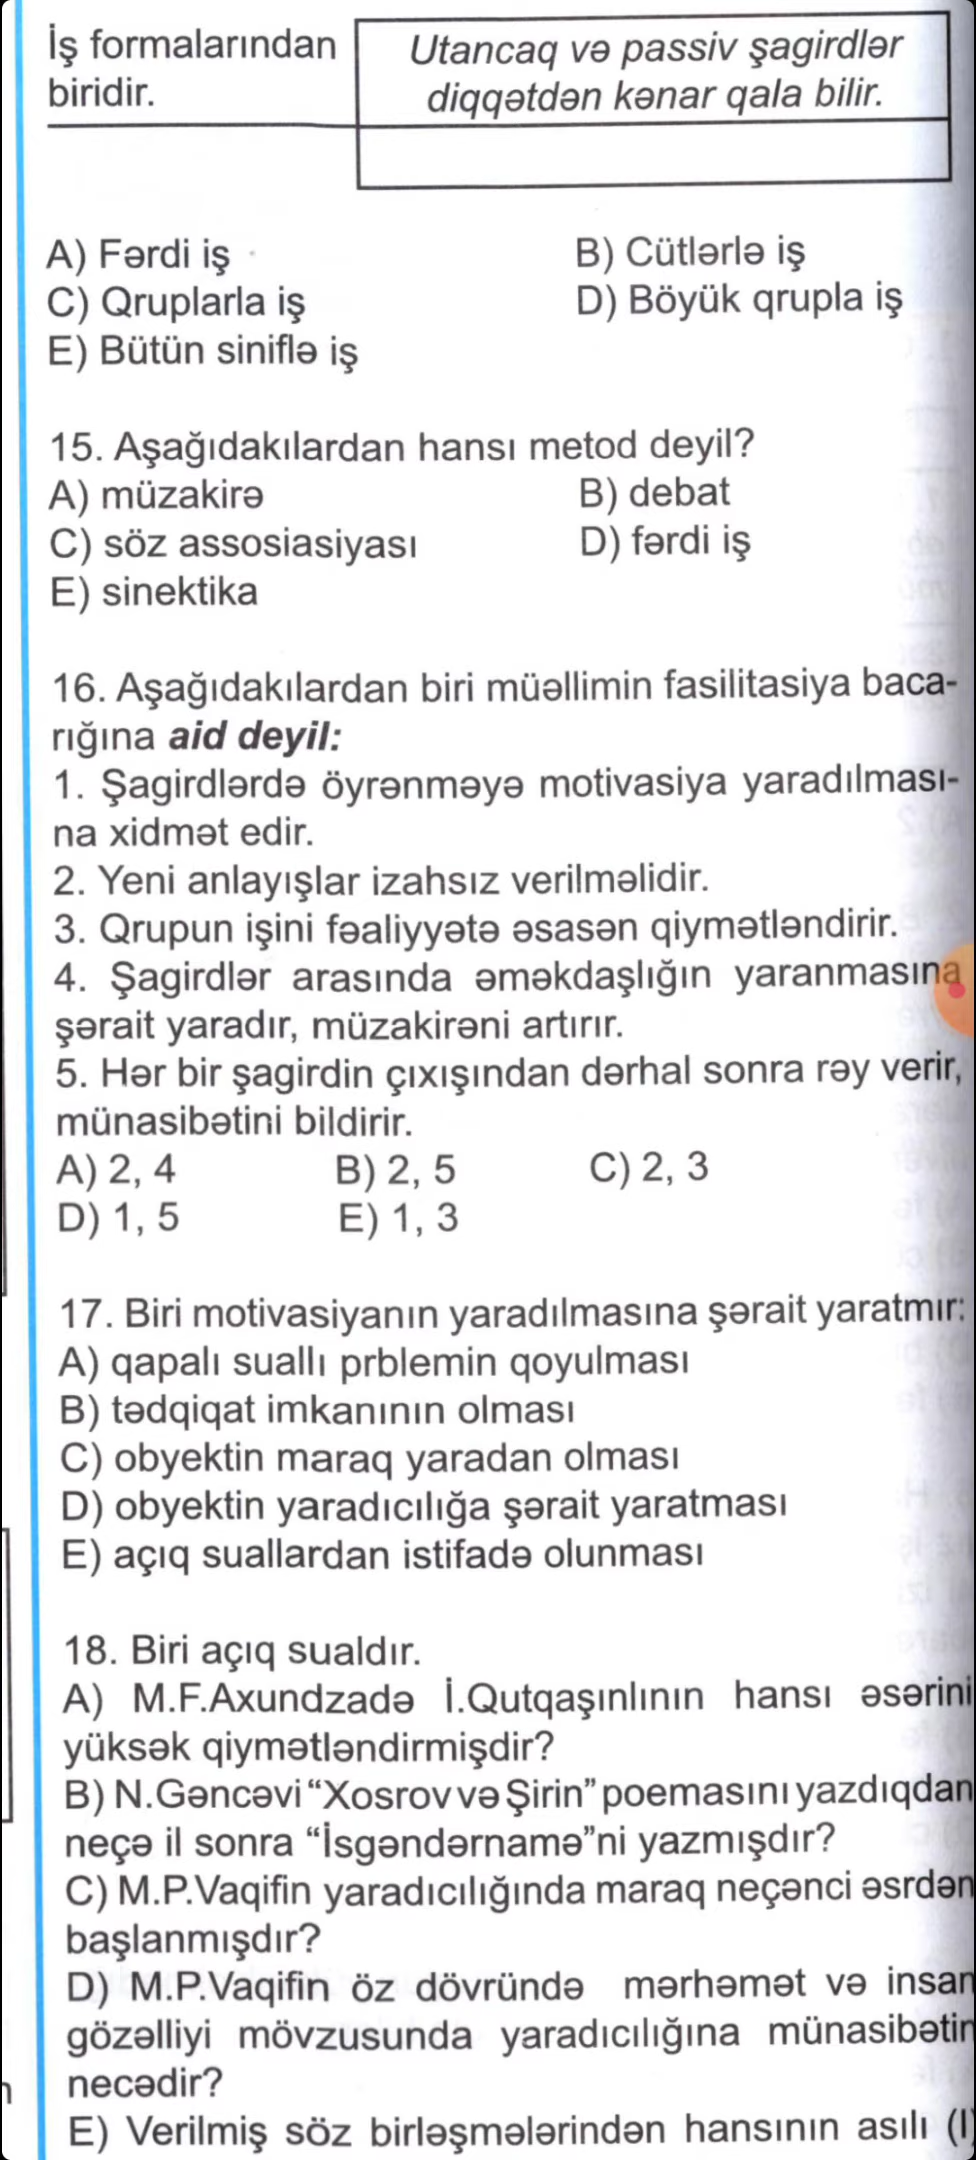 İş formalarından
biridir.
Utancaq və passiv şagirdlər
diqqətdən kənar qala bilir.
A) Fərdi iş
B) Cütlərlə iş
C) Qruplarla iş
D) Böyük qrupla iş
E) Bütün siniflə iş
15. Aşağıdakılardan hansı metod deyil?
A) müzakirə
B) debat
C) söz assosiasiyası
D) fərdi iş
E) sinektika
16. Aşağıdakılardan biri müəllimin fasilitasiya baca-
rığına aid deyil:
1. Şagirdlərdə öyrənməyə motivasiya yaradılması-
na xidmət edir.
2. Yeni anlayışlar izahsız verilməlidir.
3. Qrupun işini fəaliyyətə əsasən qiymətləndirir.
4. Şagirdlər arasında əməkdaşlığın yaranmasına
şərait yaradır, müzakirəni artırır.
5. Hər bir şagirdin çıxışından dərhal sonra rəy verir,
münasibətini bildirir.
A) 2, 4
B) 2, 5
C) 2, 3
D) 1, 5
E) 1, 3
17. Biri motivasiyanın yaradılmasına şərait yaratmır:
A) qapalı suallı prblemin qoyulması
B) tədqiqat imkanının olması
C) obyektin maraq yaradan olması
D) obyektin yaradıcılığa şərait yaratması
E) açıq suallardan istifadə olunması
18. Biri açıq sualdır.
A) M.F.Axundzadə İ.Qutqaşınlının hansı əsərini
yüksək qiymətləndirmişdir?
B) N.Gəncəvi “Xosrov və Şirin” poemasını yazdıqdan
neçə il sonra “İsgəndərnamə”ni yazmışdır?
C) M.P.Vaqifin yaradıcılığında maraq neçənci əsrdən
başlanmışdır?
D) M.P.Vaqifin öz dövründə mərhəmət və insan
gözəlliyi mövzusunda yaradıcılığına münasibətin
necədir?
E) Verilmiş söz birləşmələrindən hansının asılı (I)